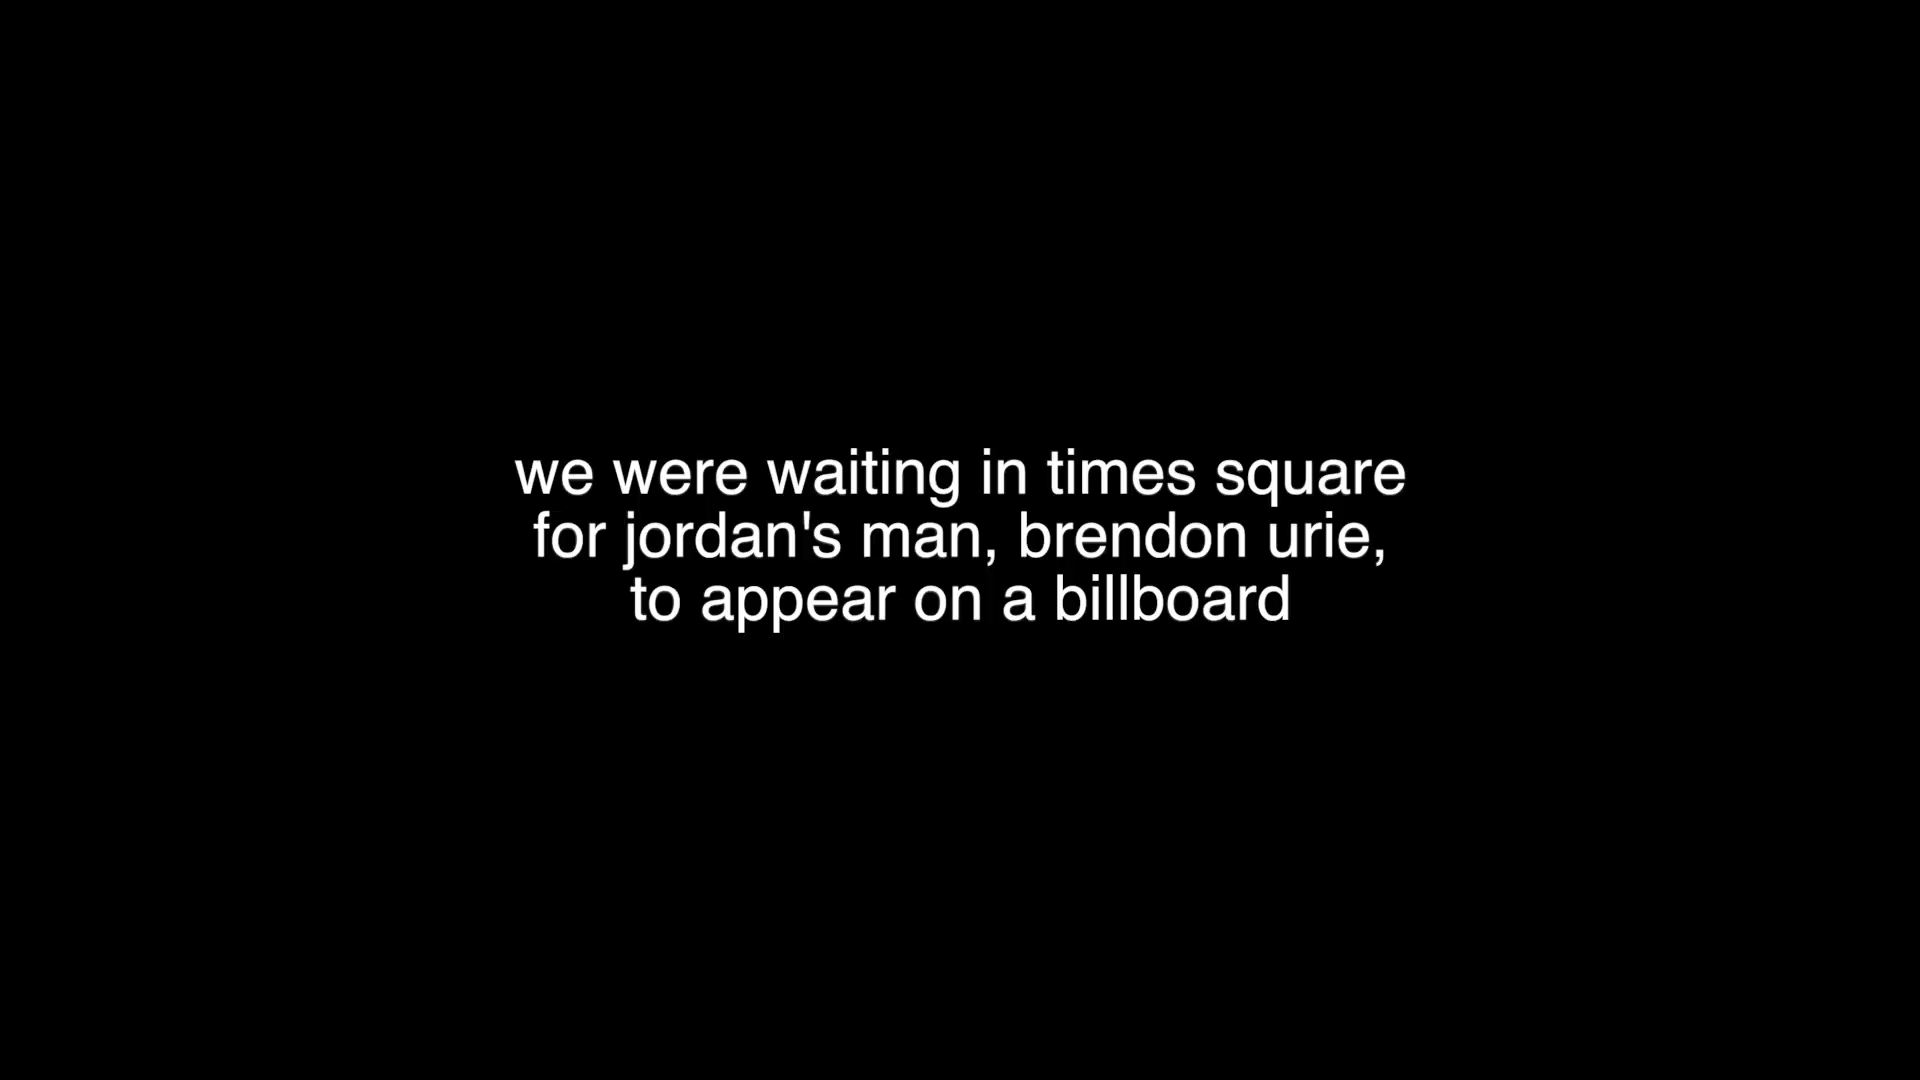 we were waiting in times square
for jordan's man, brendon urie,
to appear on a billboard